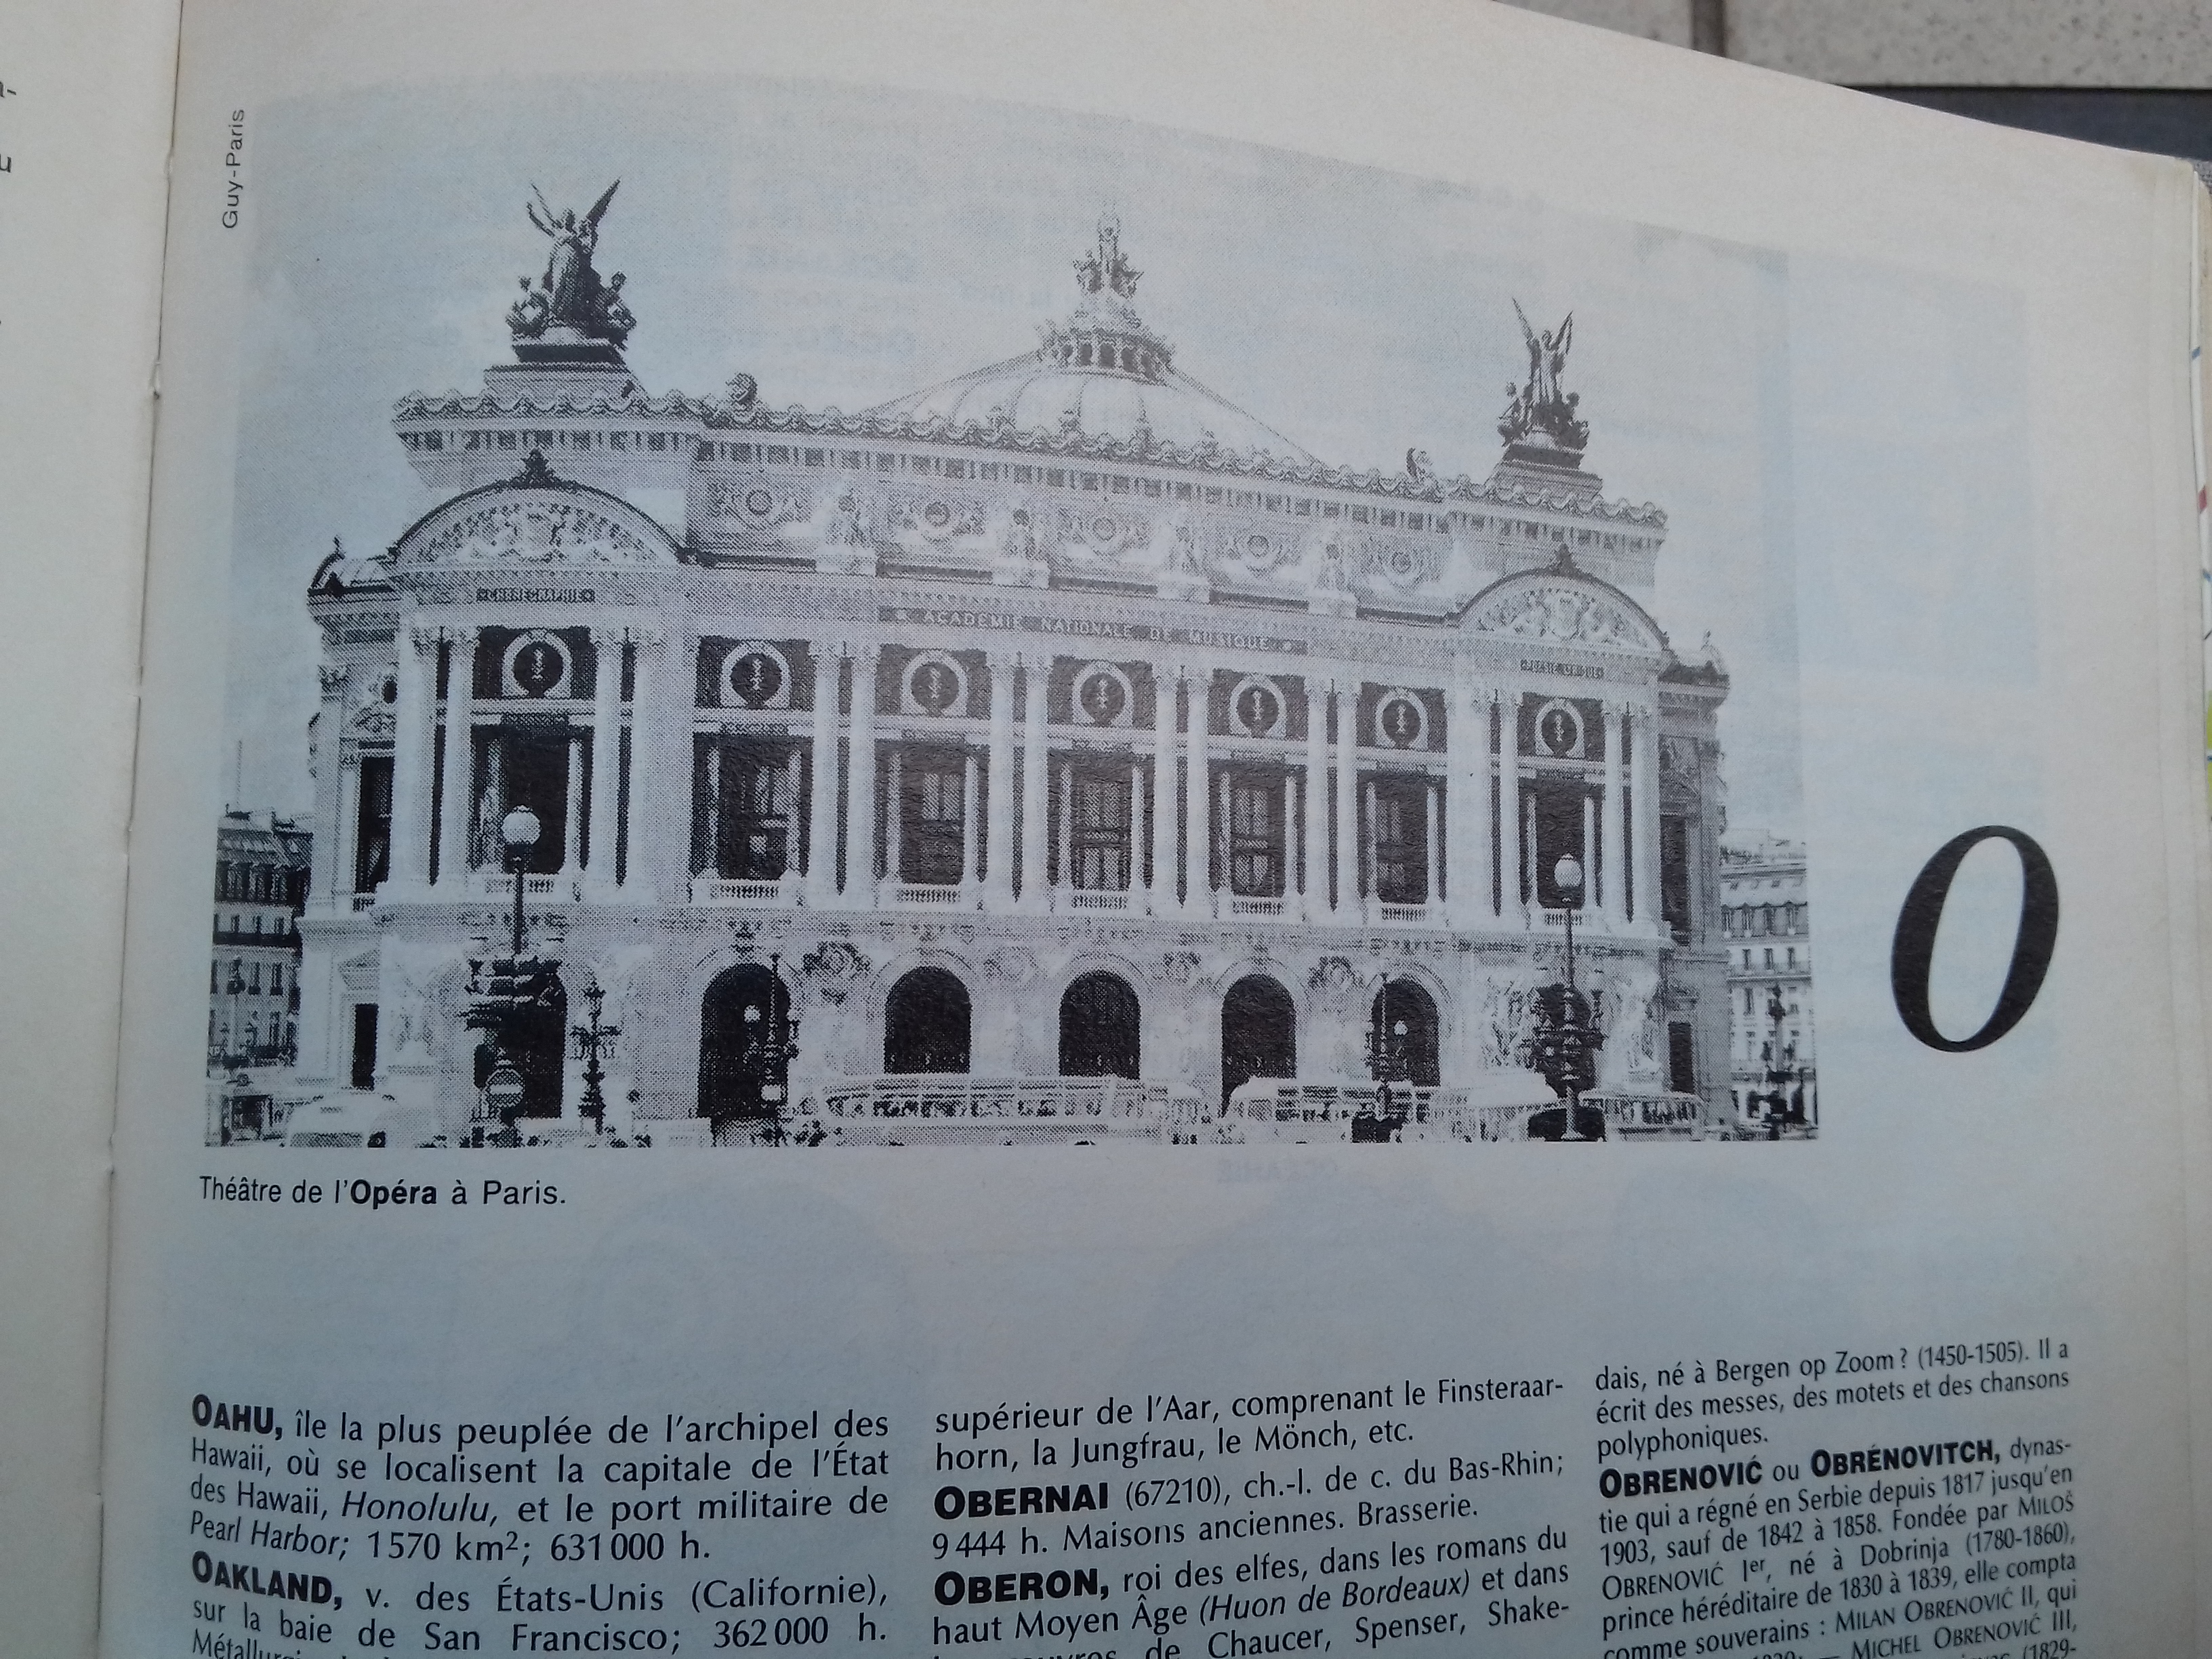 Guy-Paris
CHOREGRAPHIE
ACADEMIE NATIONALE DE MUSIQUE
POESIE LYRIQUE
O
Théâtre de l'Opéra à Paris.
OAHU, île la plus peuplée de l'archipel des
Hawaii, où se localisent la capitale de l'État
des Hawaii, Honolulu, et le port militaire de
Pearl Harbor; 1 570 km²; 631 000 h.
OAKLAND, v. des États-Unis (Californie),
sur la baie de San Francisco; 362 000 h.
supérieur de l'Aar, comprenant le Finsteraar-
horn, la Jungfrau, le Mönch, etc.
OBERNAI (67210), ch.-l. de c. du Bas-Rhin;
9 444 h. Maisons anciennes. Brasserie.
OBERON, roi des elfes, dans les romans du
haut Moyen Âge (Huon de Bordeaux) et dans
de Chaucer, Spenser, Shake-
dais, né à Bergen op Zoom ? (1450-1505). Il a
écrit des messes, des motets et des chansons
polyphoniques.
OBRENOVIĆ ou OBRÉNOVITCH, dynas-
tie qui a régné en Serbie depuis 1817 jusqu'en
1903, sauf de 1842 à 1858. Fondée par MILOŠ
OBRENOVIĆ Ier, né à Dobrinja (1780-1860),
prince héréditaire de 1830 à 1839, elle compta
comme souverains : MILAN OBRENOVIĆ II, qui
— MICHEL OBRENOVIĆ III,
(1829-